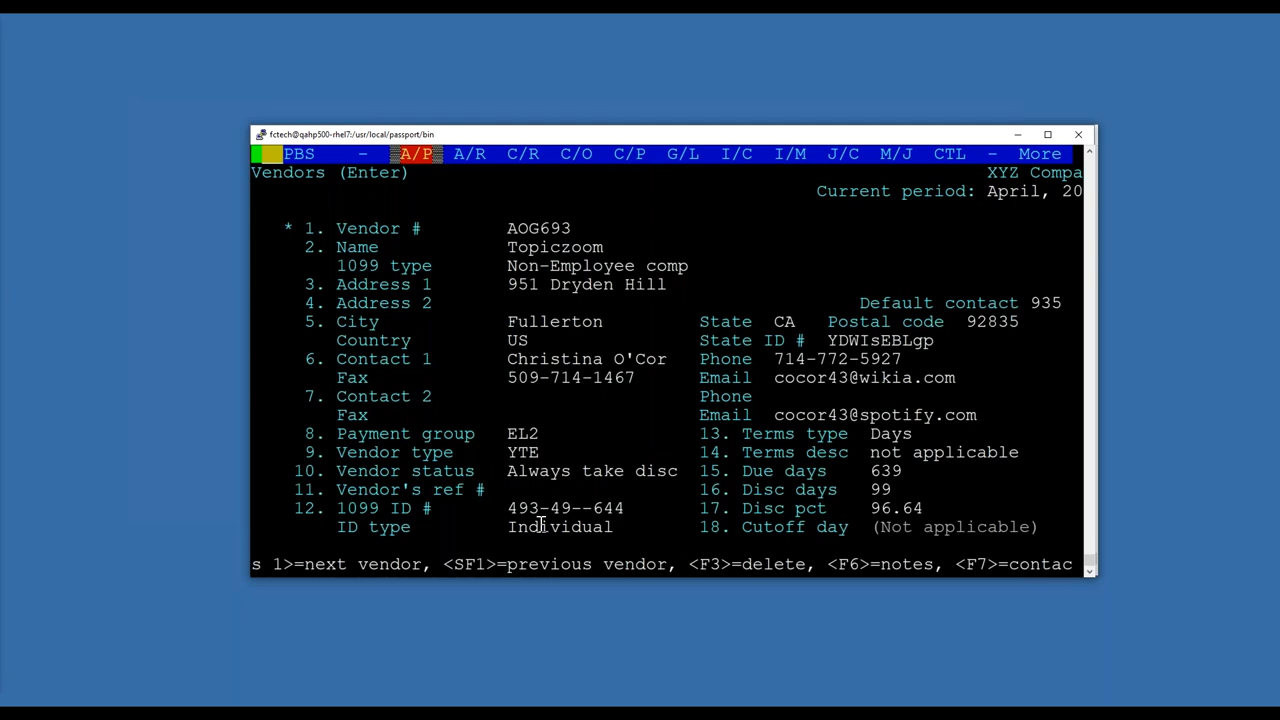 fctech@qahp500-rhel7:/usr/local/passport/bin
PBS - A/P A/R C/R C/O C/P G/L I/C I/M J/C M/J CTL - More
Vendors (Enter) XYZ Compa
Current period: April, 20
* 1. Vendor # AOG693
2. Name Topiczoom
1099 type Non-Employee comp
3. Address 1 951 Dryden Hill
4. Address 2 Default contact 935
5. City Fullerton State CA Postal code 92835
Country US State ID # YDWIsEBLgp
6. Contact 1 Christina O'Cor Phone 714-772-5927
Fax 509-714-1467 Email cocor43@wikia.com
7. Contact 2 Phone
Fax Email cocor43@spotify.com
8. Payment group EL2 13. Terms type Days
9. Vendor type YTE 14. Terms desc not applicable
10. Vendor status Always take disc 15. Due days 639
11. Vendor's ref # 16. Disc days 99
12. 1099 ID # 493-49--644 17. Disc pct 96.64
ID type Individual 18. Cutoff day (Not applicable)
s 1>=next vendor, <SF1>=previous vendor, <F3>=delete, <F6>=notes, <F7>=contac